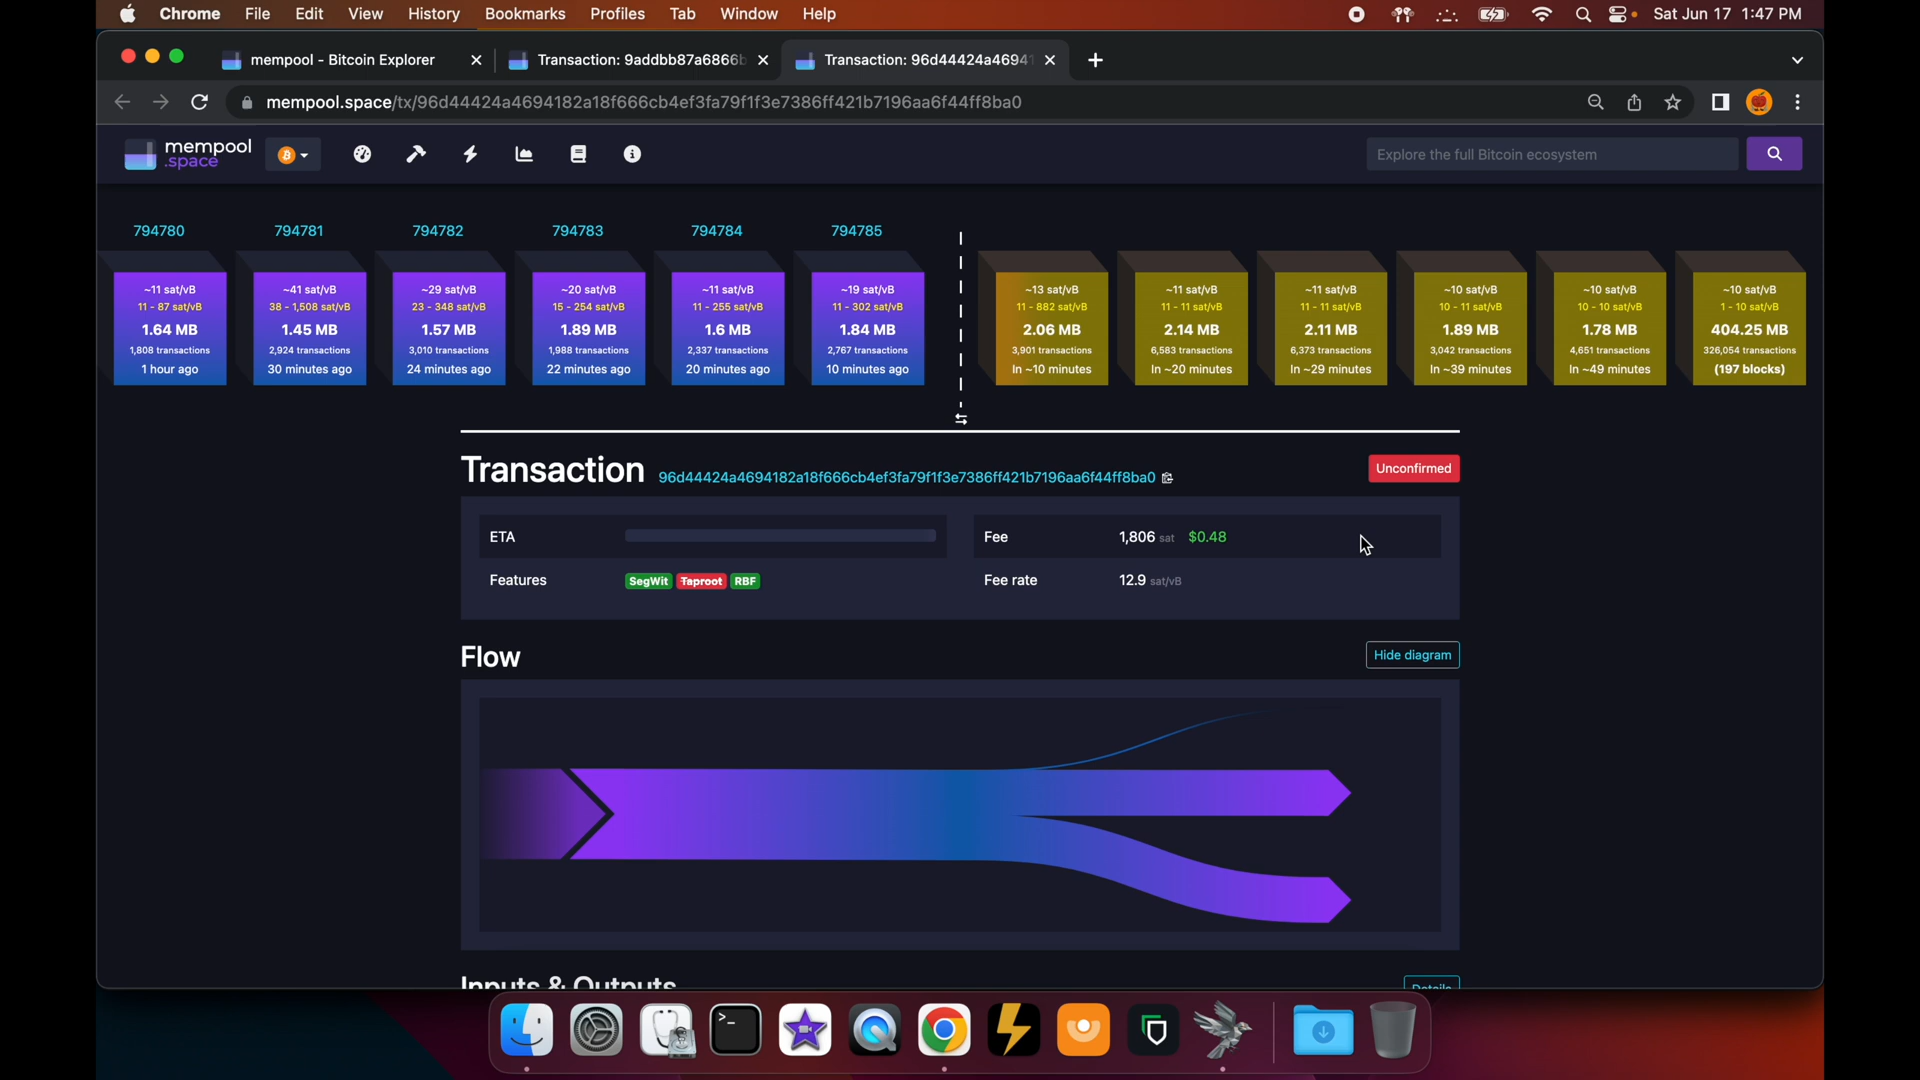 Chrome File Edit View History Bookmarks Profiles Tab Window Help Sat Jun 17 1:47 PM
mempool - Bitcoin Explorer Transaction: 9addbb87a6866b Transaction: 96d44424a4694
mempool.space/tx/96d44424a4694182a18f666cb4ef3fa79f1f3e7386ff421b7196aa6f44ff8ba0
mempool
.space
Explore the full Bitcoin ecosystem
794780 794781 794782 794783 794784 794785
~11 sat/vB ~41 sat/vB ~29 sat/vB ~20 sat/vB ~11 sat/vB ~19 sat/vB ~13 sat/vB ~11 sat/vB ~11 sat/vB ~10 sat/vB ~10 sat/vB ~10 sat/vB
11 - 87 sat/vB 38 - 1,508 sat/vB 23 - 348 sat/vB 15 - 254 sat/vB 11 - 255 sat/vB 11 - 302 sat/vB 11 - 882 sat/vB 11 - 11 sat/vB 11 - 11 sat/vB 10 - 11 sat/vB 10 - 10 sat/vB 1 - 10 sat/vB
1.64 MB 1.45 MB 1.57 MB 1.89 MB 1.6 MB 1.84 MB 2.06 MB 2.14 MB 2.11 MB 1.89 MB 1.78 MB 404.25 MB
1,808 transactions 2,924 transactions 3,010 transactions 1,988 transactions 2,337 transactions 2,767 transactions 3,901 transactions 6,583 transactions 6,373 transactions 3,042 transactions 4,651 transactions 326,054 transactions
1 hour ago 30 minutes ago 24 minutes ago 22 minutes ago 20 minutes ago 10 minutes ago In ~10 minutes In ~20 minutes In ~29 minutes In ~39 minutes In ~49 minutes (197 blocks)
Transaction 96d44424a4694182a18f666cb4ef3fa79f1f3e7386ff421b7196aa6f44ff8ba0 Unconfirmed
ETA Fee 1,806 sat $0.48
Features SegWit Taproot RBF Fee rate 12.9 sat/vB
Flow Hide diagram
Inputs & Outputs Details